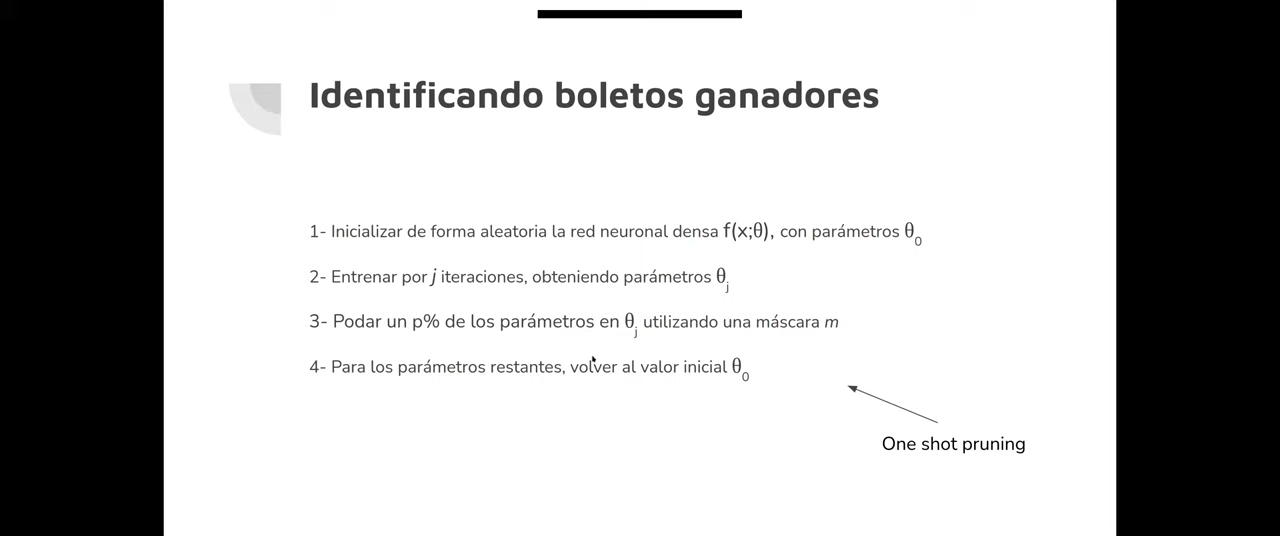 Identificando boletos ganadores
1- Inicializar de forma aleatoria la red neuronal densa f(x;θ), con parámetros θ₀
2- Entrenar por j iteraciones, obteniendo parámetros θⱼ
3- Podar un p% de los parámetros en θⱼ utilizando una máscara m
4- Para los parámetros restantes, volver al valor inicial θ₀
One shot pruning